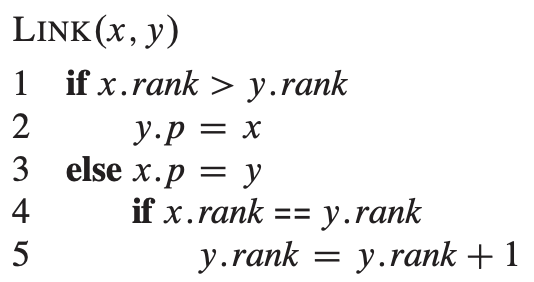 LINK(x, y)
1 if x.rank > y.rank
2 y.p = x
3 else x.p = y
4 if x.rank == y.rank
5 y.rank = y.rank + 1